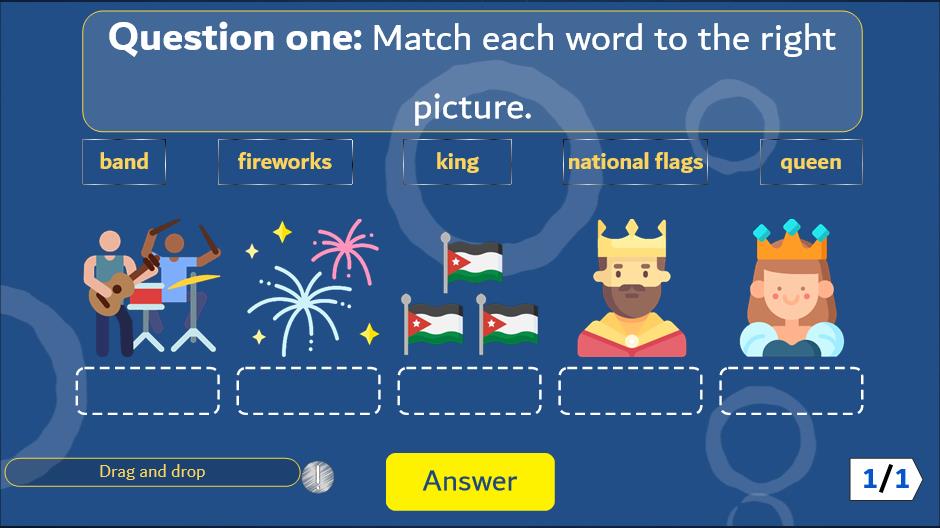 Question one: Match each word to the right
picture.
band
fireworks
king
national flags
queen
Drag and drop
!
Answer
1/1